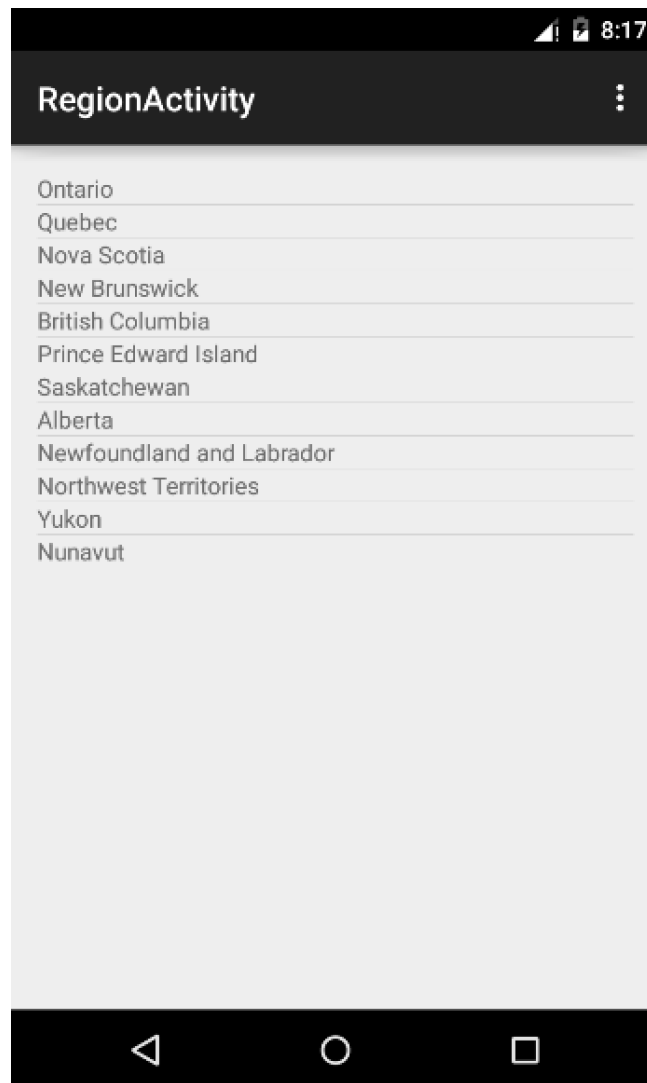 8:17
RegionActivity
Ontario
Quebec
Nova Scotia
New Brunswick
British Columbia
Prince Edward Island
Saskatchewan
Alberta
Newfoundland and Labrador
Northwest Territories
Yukon
Nunavut